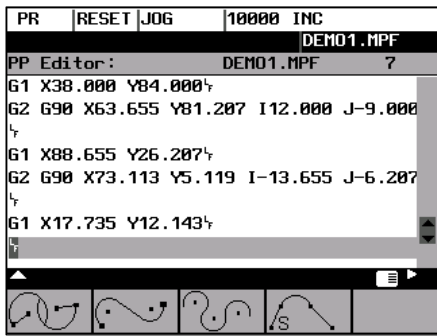 PR RESET JOG 10000 INC
DEMO1.MPF
PP Editor: DEMO1.MPF 7
G1 X38.000 Y84.000␊
G2 G90 X63.655 Y81.207 I12.000 J-9.000
␊
G1 X88.655 Y26.207␊
G2 G90 X73.113 Y5.119 I-13.655 J-6.207
␊
G1 X17.735 Y12.143␊
␊
S